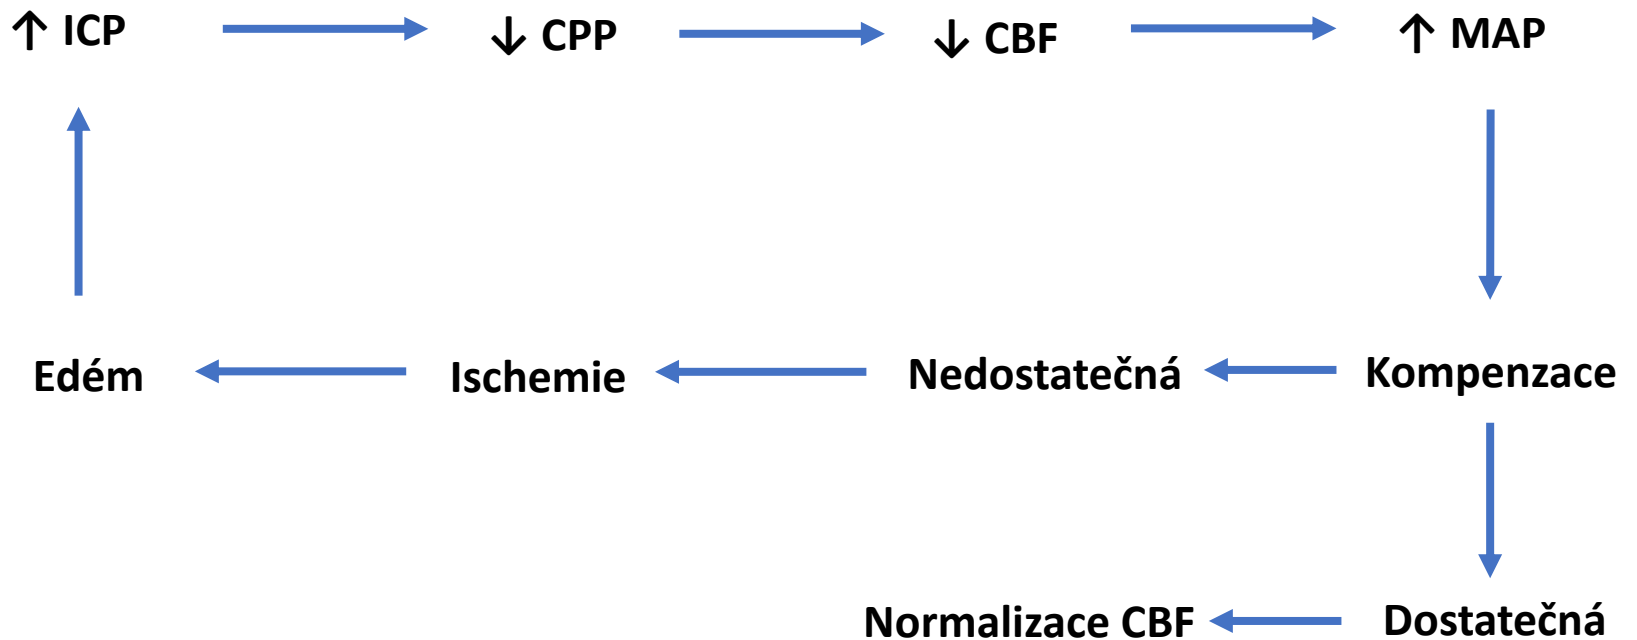 ↑ ICP
↓ CPP
↓ CBF
↑ MAP
Edém
Ischemie
Nedostatečná
Kompenzace
Normalizace CBF
Dostatečná